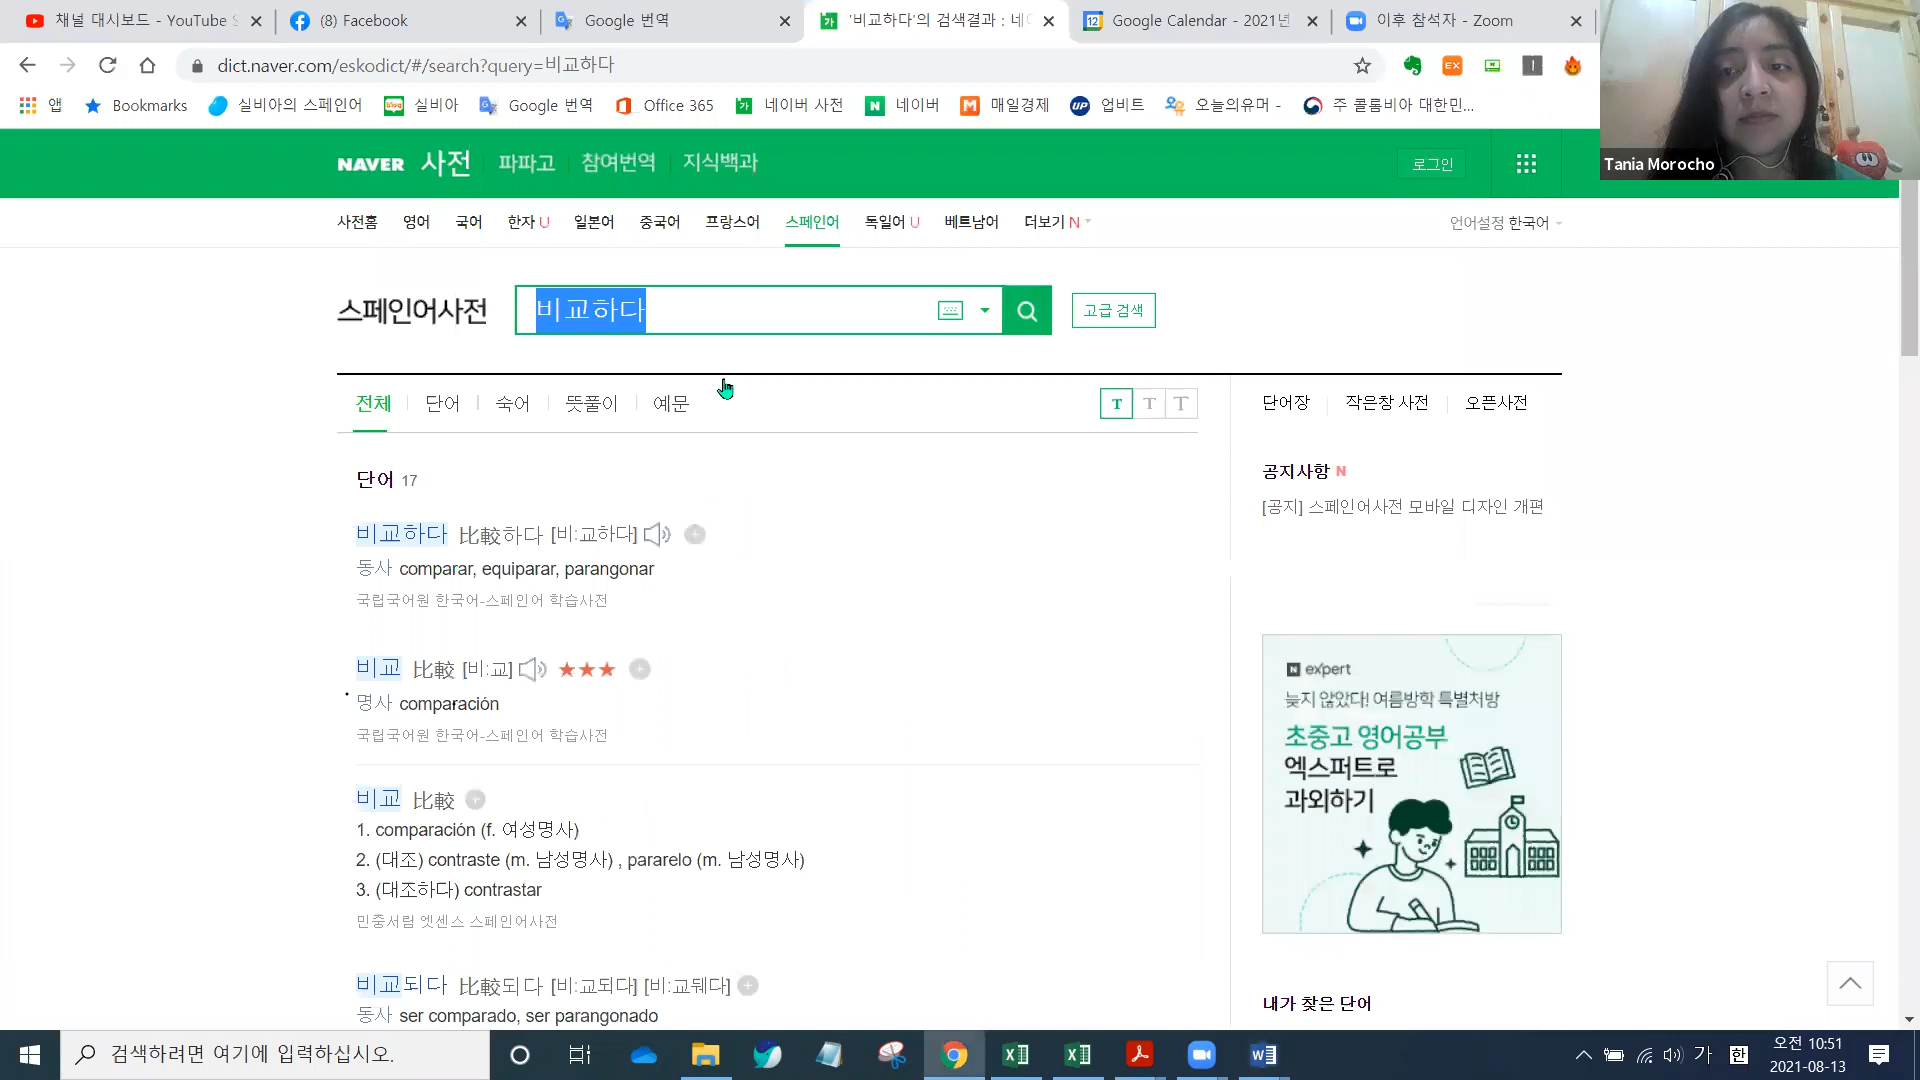 채널 대시보드 - YouTube S
(8) Facebook
Google 번역
'비교하다'의 검색결과 : 네이
Google Calendar - 2021년
이후 참석자 - Zoom
dict.naver.com/eskodict/#/search?query=비교하다
앱
Bookmarks
실비아의 스페인어
실비아
Google 번역
Office 365
네이버 사전
네이버
매일경제
업비트
오늘의유머 -
주 콜롬비아 대한민...
Tania Morocho
NAVER 사전
파파고
참여번역
지식백과
로그인
사전홈
영어
국어
한자 U
일본어
중국어
프랑스어
스페인어
독일어 U
베트남어
더보기 N
언어설정 한국어
스페인어사전
비교하다
고급 검색
전체
단어
숙어
뜻풀이
예문
T T T
단어장
작은창 사전
오픈사전
단어 17
비교하다 比較하다 [비:교하다]
동사 comparar, equiparar, parangonar
국립국어원 한국어-스페인어 학습사전
비교 比較 [비:교] ★★★
명사 comparación
국립국어원 한국어-스페인어 학습사전
비교 比較
1. comparación (f. 여성명사)
2. (대조) contraste (m. 남성명사) , pararelo (m. 남성명사)
3. (대조하다) contrastar
민중서림 엣센스 스페인어사전
비교되다 比較되다 [비:교되다] [비:교뒈다]
동사 ser comparado, ser parangonado
공지사항 N
[공지] 스페인어사전 모바일 디자인 개편
N expert
늦지 않았다! 여름방학 특별처방
초중고 영어공부
엑스퍼트로
과외하기
내가 찾은 단어
검색하려면 여기에 입력하십시오.
가
한
오전 10:51
2021-08-13